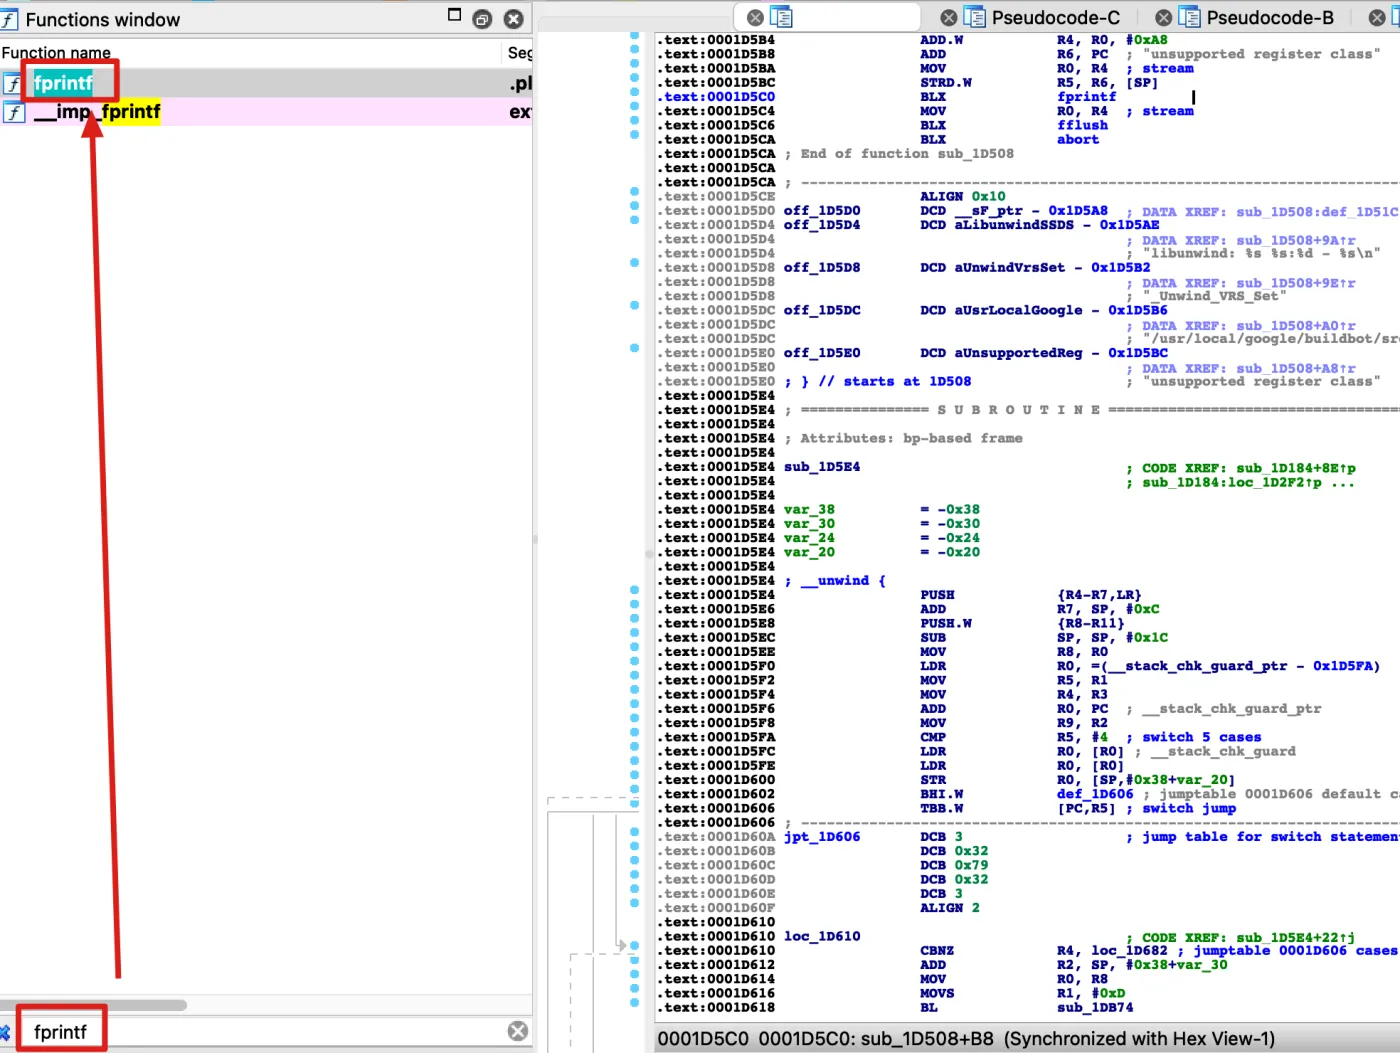 Functions window
Function name Seg
fprintf .pl
__imp_fprintf ex
fprintf
Pseudocode-C Pseudocode-B
.text:0001D5B4 ADD.W R4, R0, #0xA8
.text:0001D5B8 ADD R6, PC ; "unsupported register class"
.text:0001D5BA MOV R0, R4 ; stream
.text:0001D5BC STRD.W R5, R6, [SP]
.text:0001D5C0 BLX fprintf
.text:0001D5C4 MOV R0, R4 ; stream
.text:0001D5C6 BLX fflush
.text:0001D5CA BLX abort
.text:0001D5CA ; End of function sub_1D508
.text:0001D5CA
.text:0001D5CA ; ---------------------------------------------------------------------------
.text:0001D5CE ALIGN 0x10
.text:0001D5D0 off_1D5D0 DCD __sF_ptr - 0x1D5A8 ; DATA XREF: sub_1D508:def_1D51C
.text:0001D5D4 off_1D5D4 DCD aLibunwindSSDS - 0x1D5AE
.text:0001D5D4 ; DATA XREF: sub_1D508+9A↑r
.text:0001D5D4 ; "libunwind: %s %s:%d - %s\n"
.text:0001D5D8 off_1D5D8 DCD aUnwindVrsSet - 0x1D5B2
.text:0001D5D8 ; DATA XREF: sub_1D508+9E↑r
.text:0001D5D8 ; "_Unwind_VRS_Set"
.text:0001D5DC off_1D5DC DCD aUsrLocalGoogle - 0x1D5B6
.text:0001D5DC ; DATA XREF: sub_1D508+A0↑r
.text:0001D5DC ; "/usr/local/google/buildbot/src
.text:0001D5E0 off_1D5E0 DCD aUnsupportedReg - 0x1D5BC
.text:0001D5E0 ; DATA XREF: sub_1D508+A8↑r
.text:0001D5E0 ; } // starts at 1D508 ; "unsupported register class"
.text:0001D5E4
.text:0001D5E4 ; =============== S U B R O U T I N E =======================================
.text:0001D5E4
.text:0001D5E4 ; Attributes: bp-based frame
.text:0001D5E4
.text:0001D5E4 sub_1D5E4 ; CODE XREF: sub_1D184+8E↑p
.text:0001D5E4 ; sub_1D184:loc_1D2F2↑p ...
.text:0001D5E4
.text:0001D5E4 var_38 = -0x38
.text:0001D5E4 var_30 = -0x30
.text:0001D5E4 var_24 = -0x24
.text:0001D5E4 var_20 = -0x20
.text:0001D5E4
.text:0001D5E4 ; __unwind {
.text:0001D5E4 PUSH {R4-R7,LR}
.text:0001D5E6 ADD R7, SP, #0xC
.text:0001D5E8 PUSH.W {R8-R11}
.text:0001D5EC SUB SP, SP, #0x1C
.text:0001D5EE MOV R8, R0
.text:0001D5F0 LDR R0, =(__stack_chk_guard_ptr - 0x1D5FA)
.text:0001D5F2 MOV R5, R1
.text:0001D5F4 MOV R4, R3
.text:0001D5F6 ADD R0, PC ; __stack_chk_guard_ptr
.text:0001D5F8 MOV R9, R2
.text:0001D5FA CMP R5, #4 ; switch 5 cases
.text:0001D5FC LDR R0, [R0] ; __stack_chk_guard
.text:0001D5FE LDR R0, [R0]
.text:0001D600 STR R0, [SP,#0x38+var_20]
.text:0001D602 BHI.W def_1D606 ; jumptable 0001D606 default ca
.text:0001D606 TBB.W [PC,R5] ; switch jump
.text:0001D606 ; ---------------------------------------------------------------------------
.text:0001D60A jpt_1D606 DCB 3 ; jump table for switch statement
.text:0001D60B DCB 0x32
.text:0001D60C DCB 0x79
.text:0001D60D DCB 0x32
.text:0001D60E DCB 3
.text:0001D60F ALIGN 2
.text:0001D610
.text:0001D610 loc_1D610 ; CODE XREF: sub_1D5E4+22↑j
.text:0001D610 CBNZ R4, loc_1D682 ; jumptable 0001D606 cases
.text:0001D612 ADD R2, SP, #0x38+var_30
.text:0001D614 MOV R0, R8
.text:0001D616 MOVS R1, #0xD
.text:0001D618 BL sub_1DB74
0001D5C0 0001D5C0: sub_1D508+B8 (Synchronized with Hex View-1)